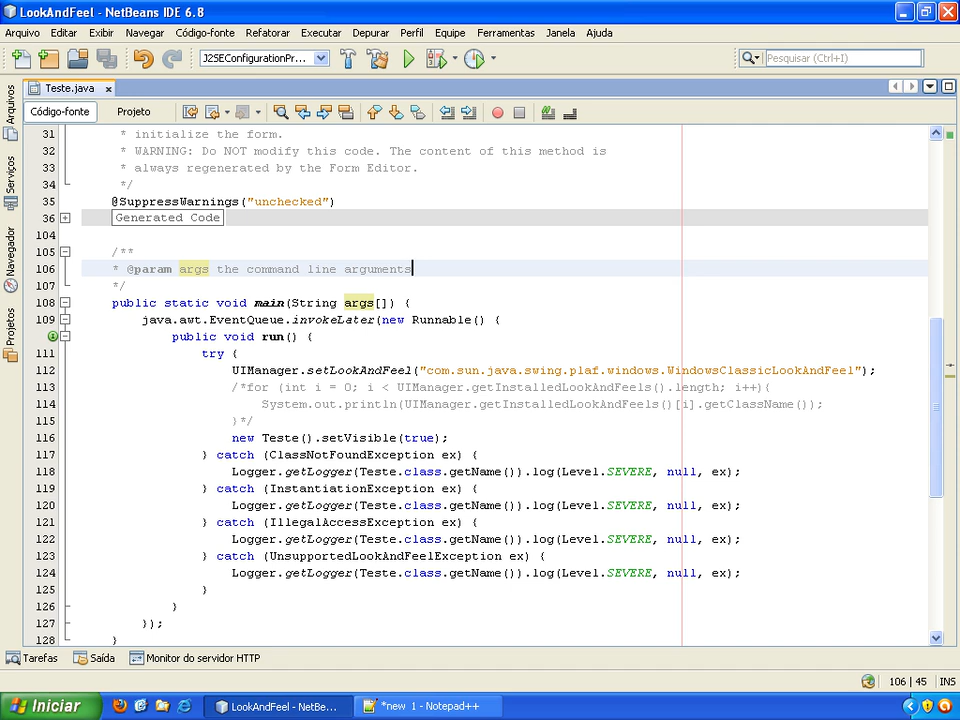 LookAndFeel - NetBeans IDE 6.8
Arquivo Editar Exibir Navegar Código-fonte Refatorar Executar Depurar Perfil Equipe Ferramentas Janela Ajuda
J2SEConfigurationPr... Pesquisar (Ctrl+I)
Teste.java
Código-fonte Projeto
Arquivos
Serviços
Navegador
Projetos
31 * initialize the form.
32 * WARNING: Do NOT modify this code. The content of this method is
33 * always regenerated by the Form Editor.
34 */
35 @SuppressWarnings("unchecked")
36 Generated Code
104
105 /**
106 * @param args the command line arguments
107 */
108 public static void main(String args[]) {
109 java.awt.EventQueue.invokeLater(new Runnable() {
public void run() {
111 try {
112 UIManager.setLookAndFeel("com.sun.java.swing.plaf.windows.WindowsClassicLookAndFeel");
113 /*for (int i = 0; i < UIManager.getInstalledLookAndFeels().length; i++){
114 System.out.println(UIManager.getInstalledLookAndFeels()[i].getClassName());
115 }*/
116 new Teste().setVisible(true);
117 } catch (ClassNotFoundException ex) {
118 Logger.getLogger(Teste.class.getName()).log(Level.SEVERE, null, ex);
119 } catch (InstantiationException ex) {
120 Logger.getLogger(Teste.class.getName()).log(Level.SEVERE, null, ex);
121 } catch (IllegalAccessException ex) {
122 Logger.getLogger(Teste.class.getName()).log(Level.SEVERE, null, ex);
123 } catch (UnsupportedLookAndFeelException ex) {
124 Logger.getLogger(Teste.class.getName()).log(Level.SEVERE, null, ex);
125 }
126 }
127 });
128 }
Tarefas Saída Monitor do servidor HTTP
106 | 45 INS
Iniciar LookAndFeel - NetBe... *new 1 - Notepad++